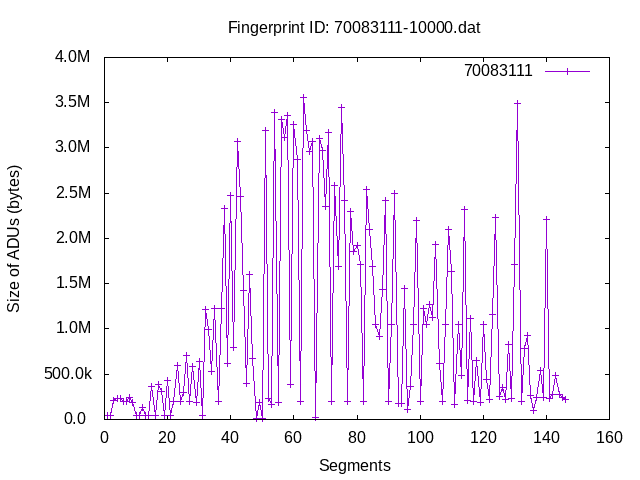 Fingerprint ID: 70083111-10000.dat
70083111
4.0M
3.5M
3.0M
2.5M
2.0M
1.5M
1.0M
500.0k
0.0
Size of ADUs (bytes)
0 20 40 60 80 100 120 140 160
Segments